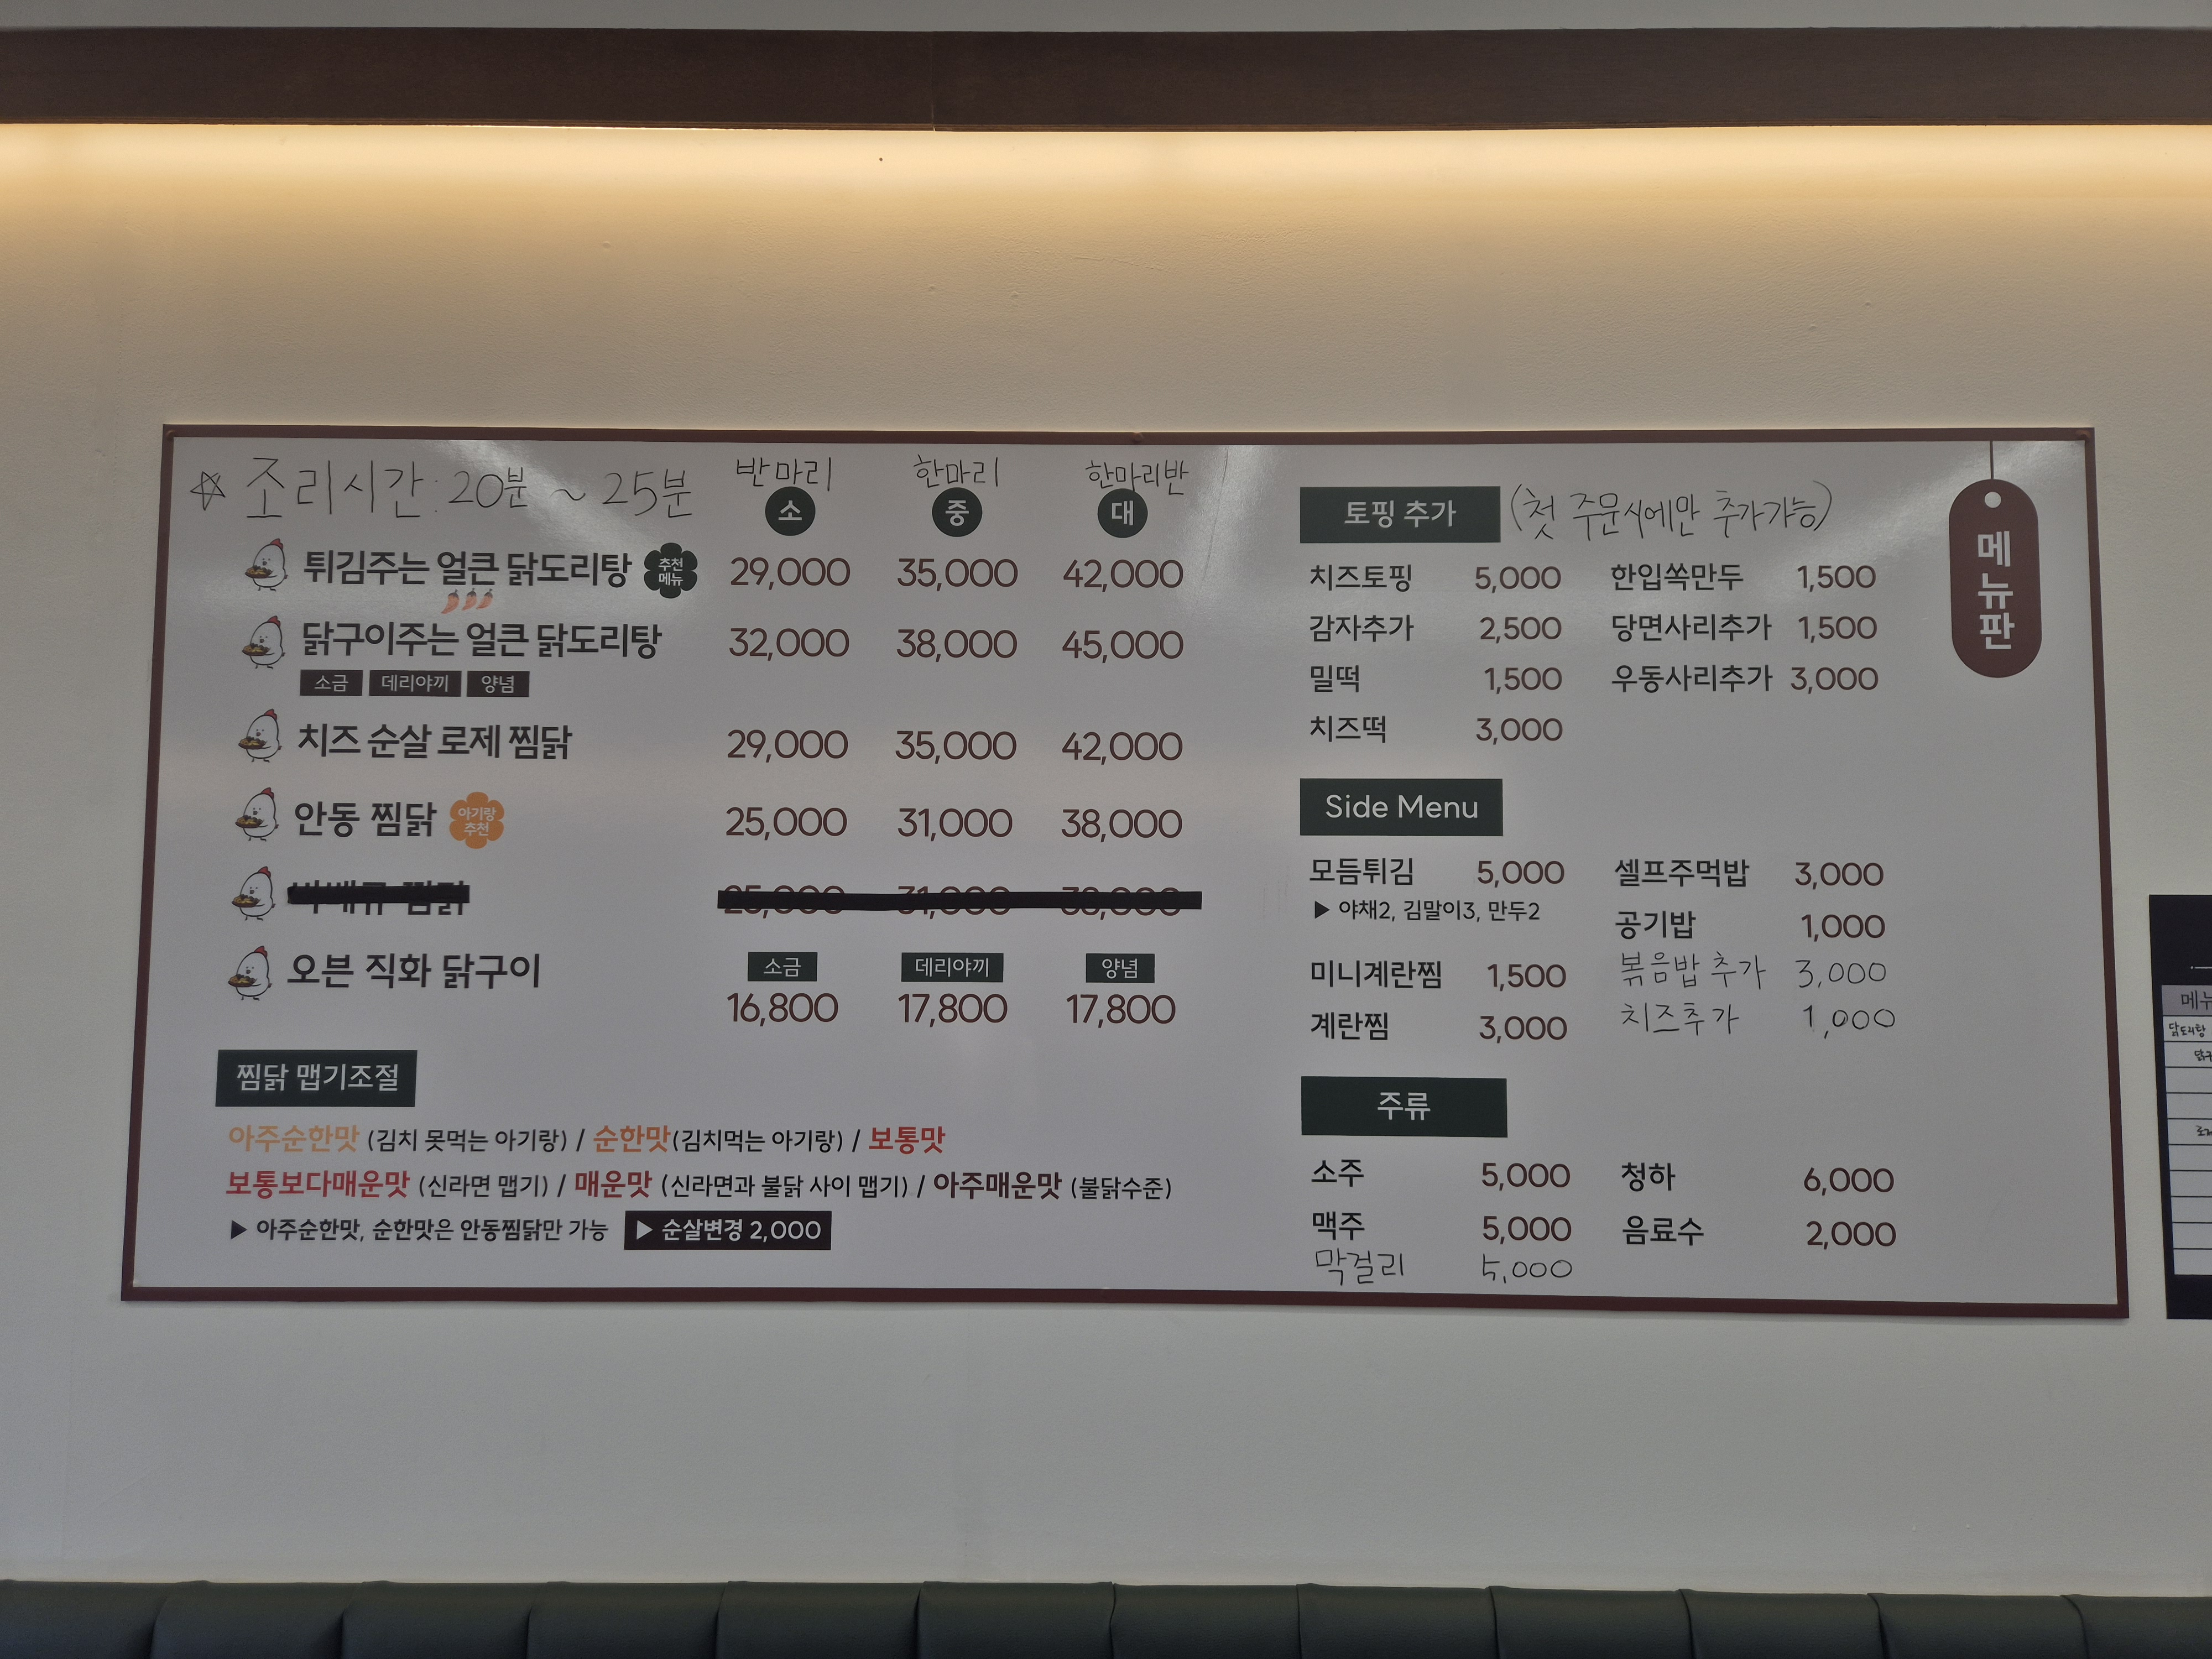 ☆ 조리시간: 20분 ~ 25분
반마리 한마리 한마리반
소 중 대
튀김주는 얼큰 닭도리탕 추천 메뉴 29,000 35,000 42,000
닭구이주는 얼큰 닭도리탕 32,000 38,000 45,000
소금 데리야끼 양념
치즈 순살 로제 찜닭 29,000 35,000 42,000
안동 찜닭 아기랑 추천 25,000 31,000 38,000
오븐 직화 닭구이 소금 데리야끼 양념
16,800 17,800 17,800
찜닭 맵기조절
아주순한맛 (김치 못먹는 아기랑) / 순한맛(김치먹는 아기랑) / 보통맛
보통보다매운맛 (신라면 맵기) / 매운맛 (신라면과 불닭 사이 맵기) / 아주매운맛 (불닭수준)
▶ 아주순한맛, 순한맛은 안동찜닭만 가능 ▶ 순살변경 2,000
토핑 추가 (첫 주문시에만 추가가능)
치즈토핑 5,000 한입쏙만두 1,500
감자추가 2,500 당면사리추가 1,500
밀떡 1,500 우동사리추가 3,000
치즈떡 3,000
Side Menu
모듬튀김 5,000 셀프주먹밥 3,000
▶ 야채2, 김말이3, 만두2 공기밥 1,000
미니계란찜 1,500 볶음밥 추가 3,000
계란찜 3,000 치즈추가 1,000
주류
소주 5,000 청하 6,000
맥주 5,000 음료수 2,000
막걸리 5,000
메뉴판